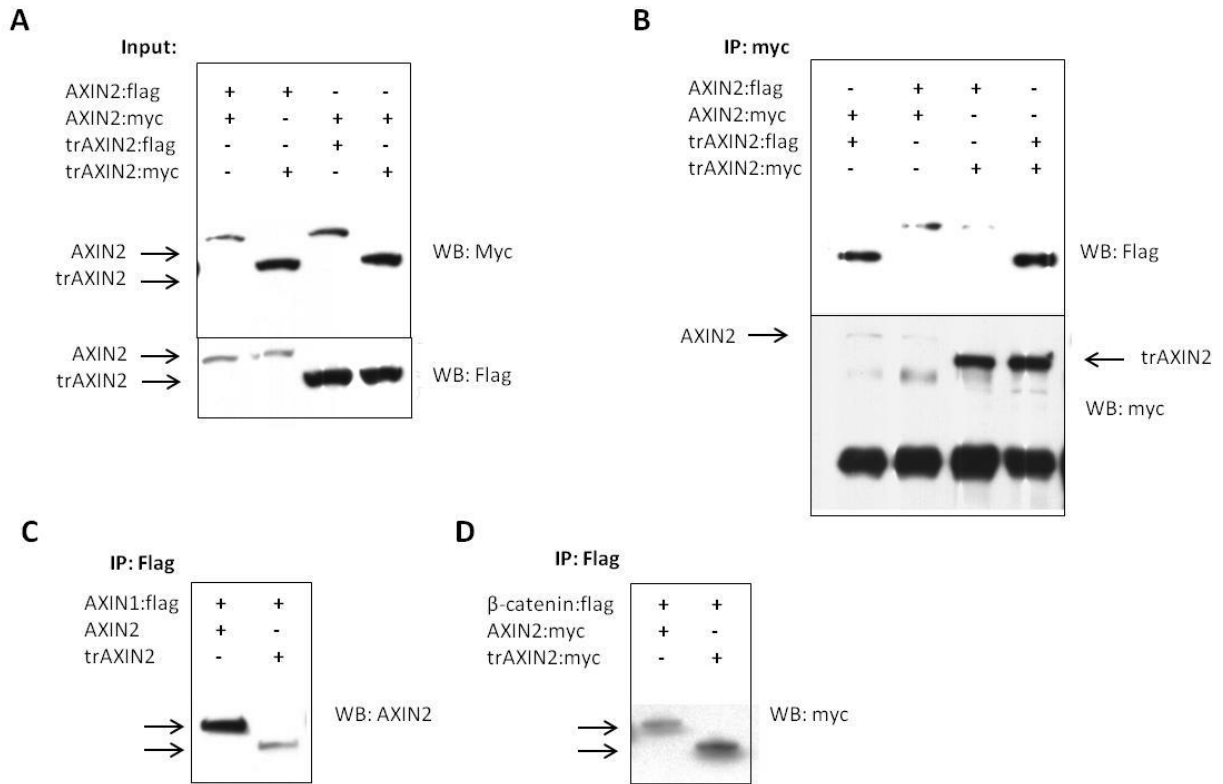 A
Input:
AXIN2:flag + + - -
AXIN2:myc + - + +
trAXIN2:flag - - + -
trAXIN2:myc - + - +
AXIN2
trAXIN2
WB: Myc
AXIN2
trAXIN2
WB: Flag
B
IP: myc
AXIN2:flag - + + -
AXIN2:myc + + - -
trAXIN2:flag + - - +
trAXIN2:myc - - + +
WB: Flag
AXIN2
trAXIN2
WB: myc
C
IP: Flag
AXIN1:flag + +
AXIN2 + -
trAXIN2 - +
WB: AXIN2
D
IP: Flag
β-catenin:flag + +
AXIN2:myc + -
trAXIN2:myc - +
WB: myc